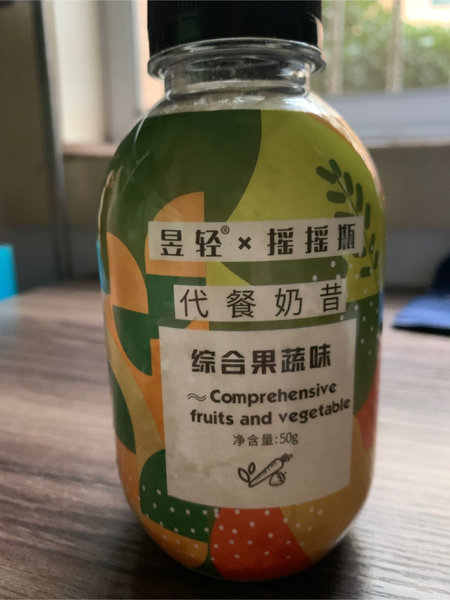 昱轻® × 摇摇瓶
代餐奶昔
综合果蔬味
~Comprehensive
fruits and vegetable
净含量:50g